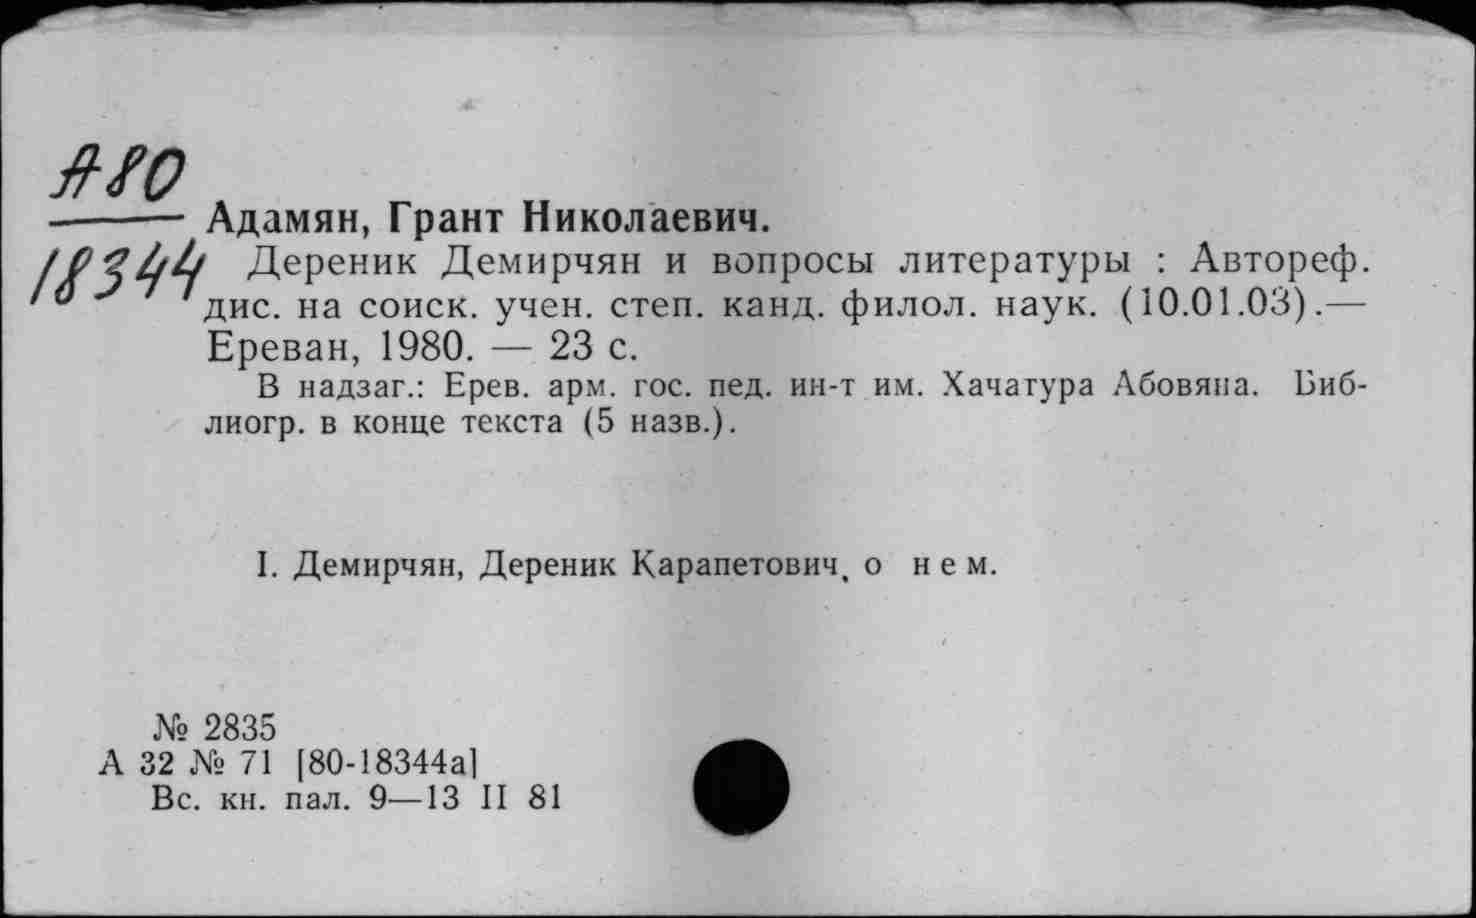 А80
18344
Адамян, Грант Николаевич.
Дереник Демирчян и вопросы литературы : Автореф.
дис. на соиск. учен. степ. канд. филол. наук. (10.01.03).—
Ереван, 1980. — 23 с.
В надзаг.: Ерев. арм. гос. пед. ин-т им. Хачатура Абовяна. Биб-
лиогр. в конце текста (5 назв.).
I. Демирчян, Дереник Карапетович, о нем.
№ 2835
А 32 № 71 [80-18344а]
Вс. кн. пал. 9—13 II 81